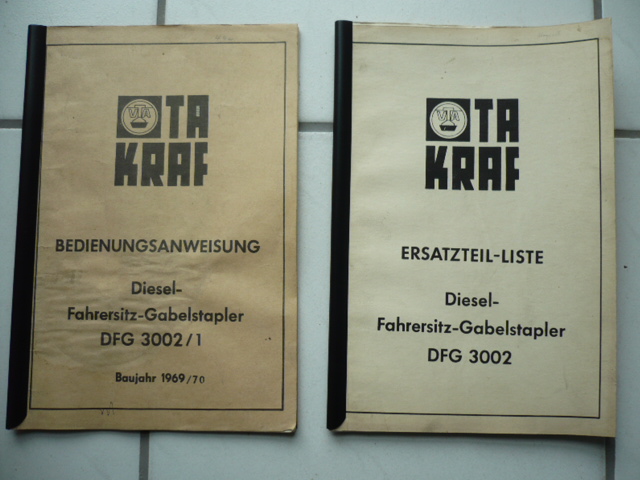 VTA
TA
KRAF
BEDIENUNGSANWEISUNG
Diesel-
Fahrersitz-Gabelstapler
DFG 3002/1
Baujahr 1969/70
VTA
TA
KRAF
ERSATZTEIL-LISTE
Diesel-
Fahrersitz-Gabelstapler
DFG 3002